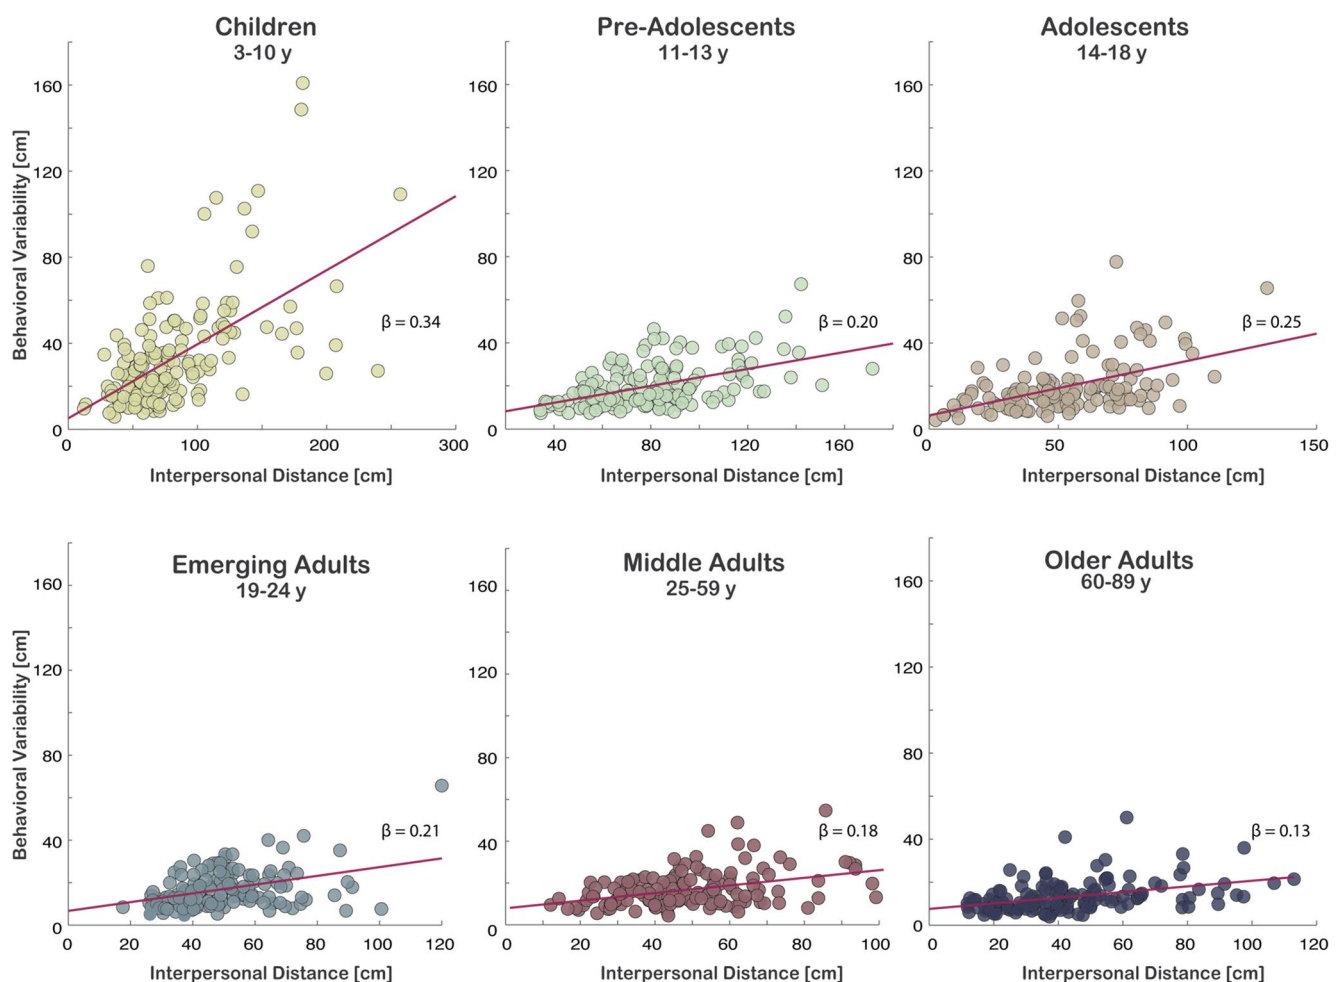 Children
3-10 y
Pre-Adolescents
11-13 y
Adolescents
14-18 y
Behavioral Variability [cm]
160
120
80
40
0
β = 0.34
0 100 200 300
Interpersonal Distance [cm]
160
120
80
40
0
β = 0.20
40 80 120 160
Interpersonal Distance [cm]
160
120
80
40
0
β = 0.25
0 50 100 150
Interpersonal Distance [cm]
Emerging Adults
19-24 y
Middle Adults
25-59 y
Older Adults
60-89 y
Behavioral Variability [cm]
160
120
80
40
0
β = 0.21
0 20 40 60 80 100 120
Interpersonal Distance [cm]
160
120
80
40
0
β = 0.18
0 20 40 60 80 100
Interpersonal Distance [cm]
160
120
80
40
0
β = 0.13
0 20 40 60 80 100 120
Interpersonal Distance [cm]